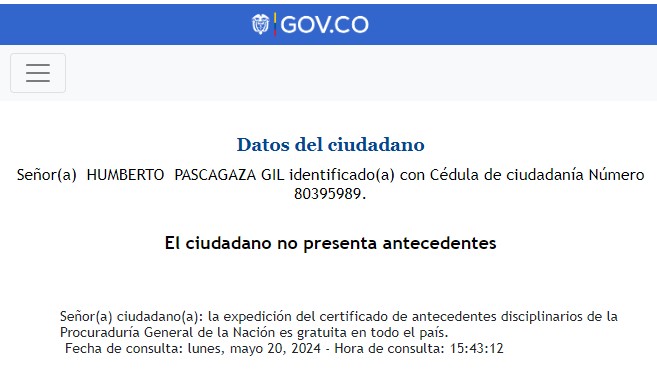 GOV.CO
Datos del ciudadano
Señor(a) HUMBERTO PASCAGAZA GIL identificado(a) con Cédula de ciudadanía Número
80395989.
El ciudadano no presenta antecedentes
Señor(a) ciudadano(a): la expedición del certificado de antecedentes disciplinarios de la
Procuraduría General de la Nación es gratuita en todo el país.
Fecha de consulta: lunes, mayo 20, 2024 - Hora de consulta: 15:43:12